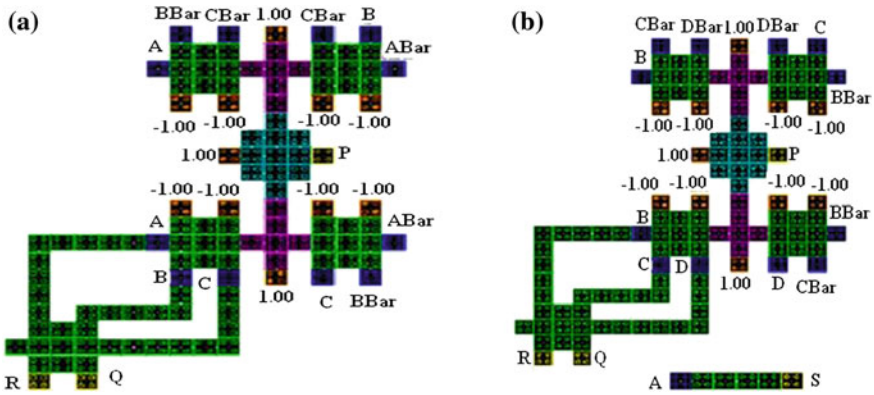 (a) BBar CBar 1.00 CBar B
A ABar
-1.00 -1.00 -1.00 -1.00
1.00 P
-1.00 -1.00 -1.00 -1.00
A ABar
B C
1.00 C BBar
R Q
(b) CBar DBar 1.00 DBar C
B BBar
-1.00 -1.00 -1.00 -1.00
1.00 P
-1.00 -1.00 -1.00 -1.00
B BBar
C D
1.00 D CBar
R Q
A S